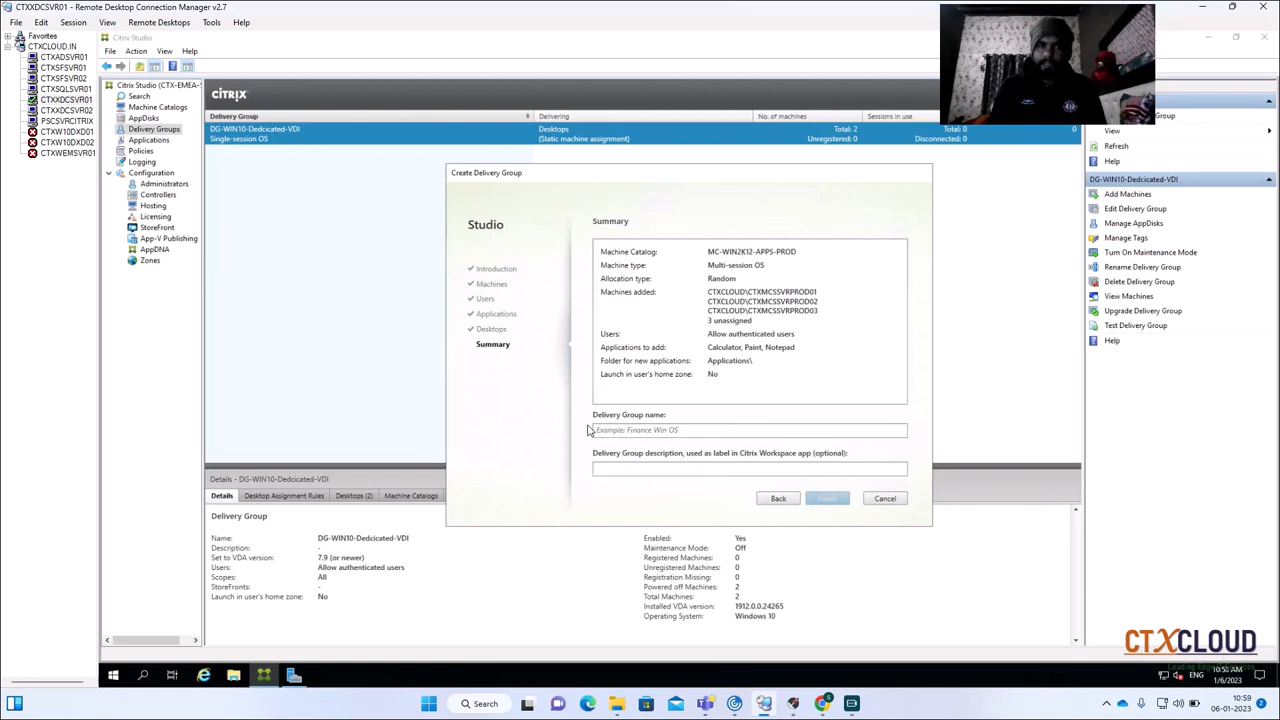 CTXXDCSVR01 - Remote Desktop Connection Manager v2.7
File Edit Session View Remote Desktops Tools Help
Favorites
CTXCLOUD.IN
CTXADSVR01
CTXSFSVR01
CTXSFSVR02
CTXSQLSVR01
CTXXDCSVR01
CTXXDCSVR02
PSCSVRCITRIX
CTXW10DXD01
CTXW10DXD02
CTXWEMSVR01
Citrix Studio
File Action View Help
Citrix Studio (CTX-EMEA-S
Search
Machine Catalogs
AppDisks
Delivery Groups
Applications
Policies
Logging
Configuration
Administrators
Controllers
Hosting
Licensing
StoreFront
App-V Publishing
AppDNA
Zones
CITRIX
Delivery Group Delivering No. of machines Sessions in use
DG-WIN10-Dedcicated-VDI Desktops Total: 2 Total: 0 0
Single-session OS (Static machine assignment) Unregistered: 0 Disconnected: 0
Create Delivery Group
Studio
Introduction
Machines
Users
Applications
Desktops
Summary
Summary
Machine Catalog: MC-WIN2K12-APPS-PROD
Machine type: Multi-session OS
Allocation type: Random
Machines added: CTXCLOUD\CTXMCSSVRPROD01
CTXCLOUD\CTXMCSSVRPROD02
CTXCLOUD\CTXMCSSVRPROD03
3 unassigned
Users: Allow authenticated users
Applications to add: Calculator, Paint, Notepad
Folder for new applications: Applications\
Launch in user's home zone: No
Delivery Group name:
Example: Finance Win OS
Delivery Group description, used as label in Citrix Workspace app (optional):
Back Finish Cancel
Details - DG-WIN10-Dedcicated-VDI
Details Desktop Assignment Rules Desktops (2) Machine Catalogs
Delivery Group
Name: DG-WIN10-Dedcicated-VDI
Description: -
Set to VDA version: 7.9 (or newer)
Users: Allow authenticated users
Scopes: All
StoreFronts: -
Launch in user's home zone: No
Enabled: Yes
Maintenance Mode: Off
Registered Machines: 0
Unregistered Machines: 0
Registration Missing: 0
Powered off Machines: 2
Total Machines: 2
Installed VDA version: 1912.0.0.24265
Operating System: Windows 10
Group
View
Refresh
Help
DG-WIN10-Dedcicated-VDI
Add Machines
Edit Delivery Group
Manage AppDisks
Manage Tags
Turn On Maintenance Mode
Rename Delivery Group
Delete Delivery Group
View Machines
Upgrade Delivery Group
Test Delivery Group
Help
CTXCLOUD
ENG
1/6/2023
Search
ENG
IN
10:59
06-01-2023